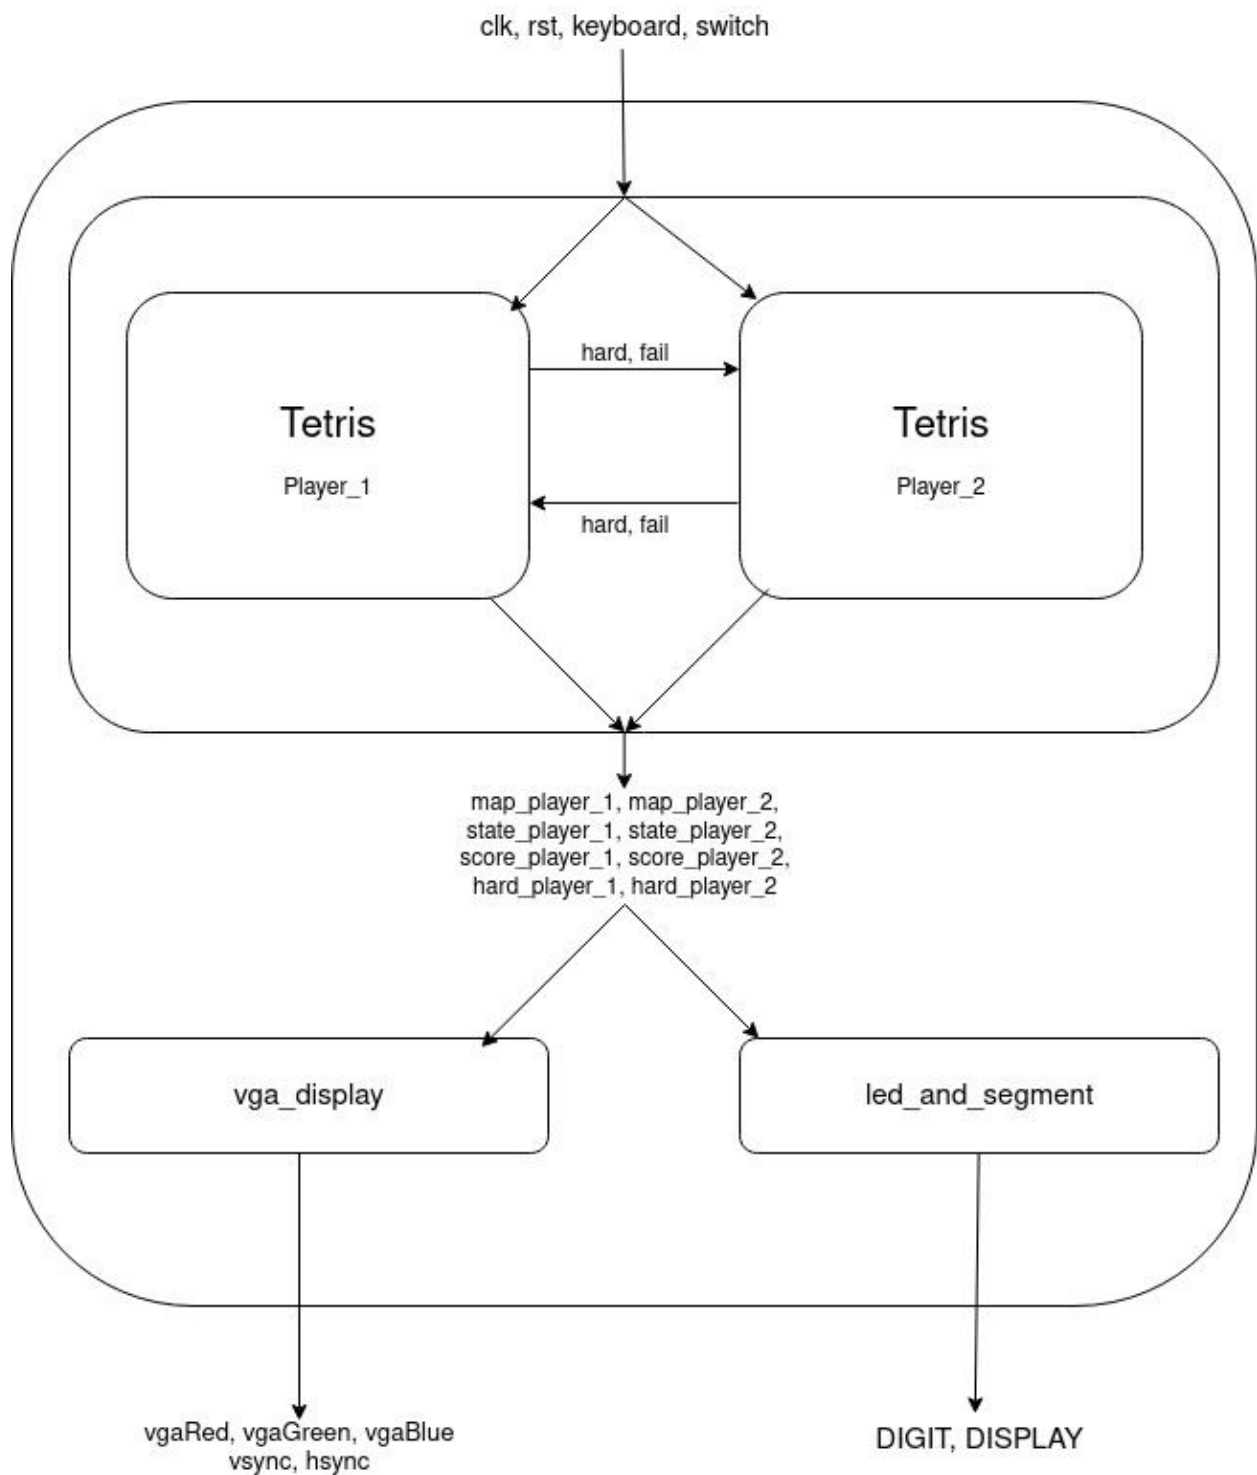 clk, rst, keyboard, switch
hard, fail
Tetris
Player_1
Tetris
Player_2
hard, fail
map_player_1, map_player_2,
state_player_1, state_player_2,
score_player_1, score_player_2,
hard_player_1, hard_player_2
vga_display
led_and_segment
vgaRed, vgaGreen, vgaBlue
vsync, hsync
DIGIT, DISPLAY